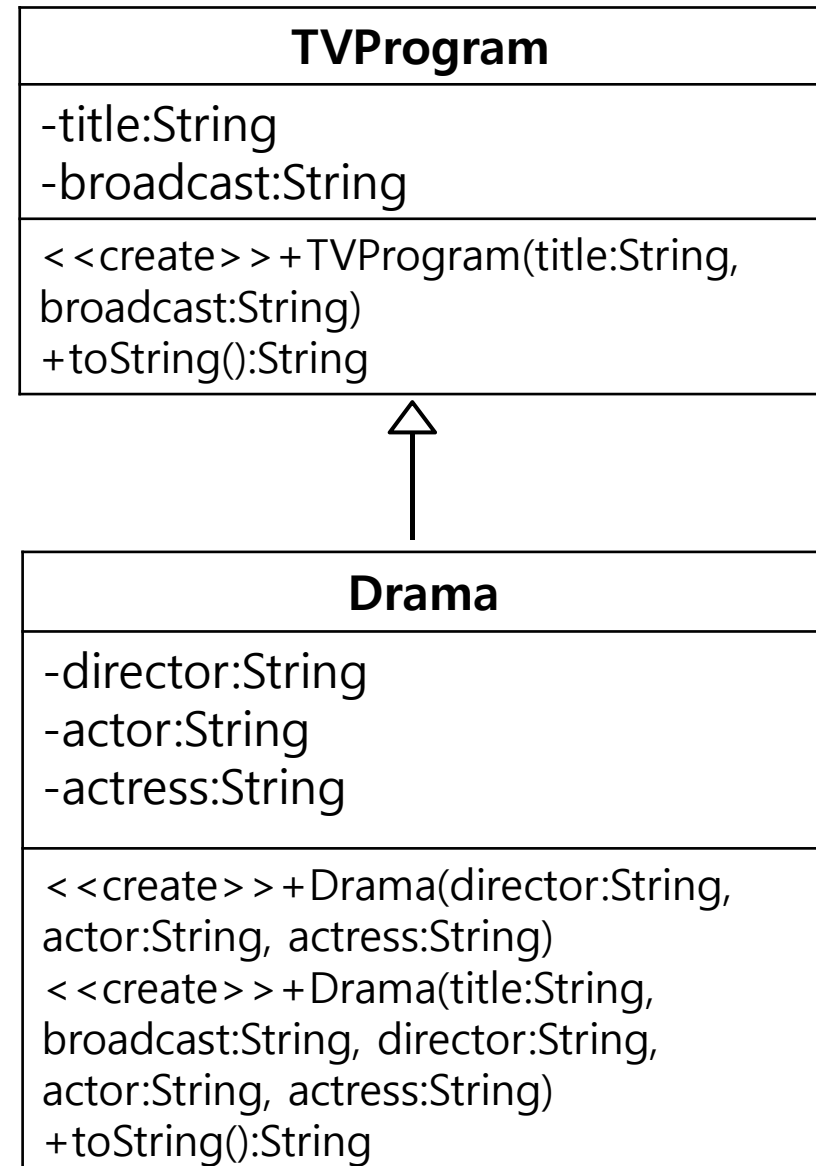 TVProgram
-title:String
-broadcast:String
<<create>>+TVProgram(title:String,
broadcast:String)
+toString():String
Drama
-director:String
-actor:String
-actress:String
<<create>>+Drama(director:String,
actor:String, actress:String)
<<create>>+Drama(title:String,
broadcast:String, director:String,
actor:String, actress:String)
+toString():String